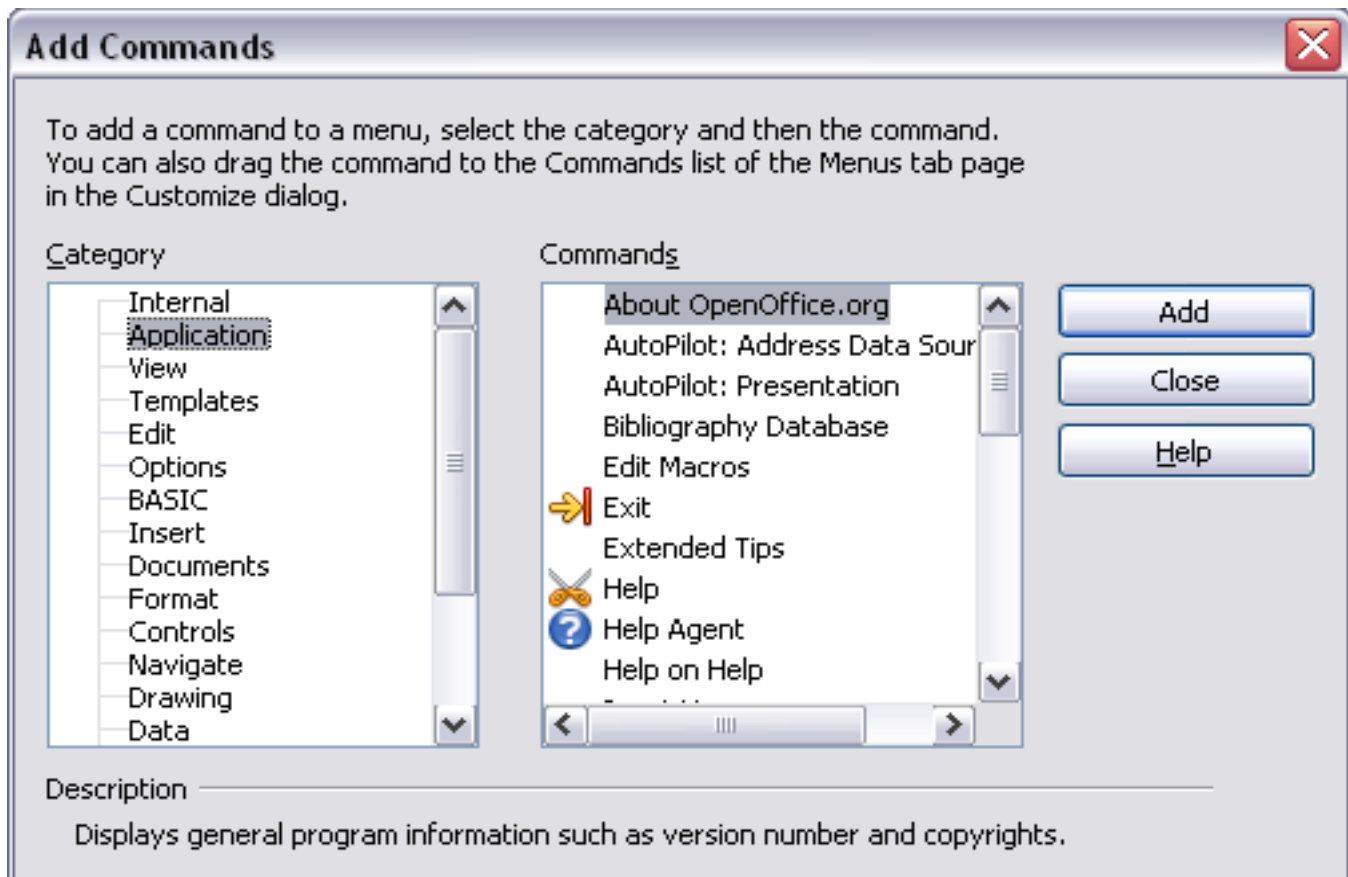 Add Commands
To add a command to a menu, select the category and then the command.
You can also drag the command to the Commands list of the Menus tab page
in the Customize dialog.
Category
Internal
Application
View
Templates
Edit
Options
BASIC
Insert
Documents
Format
Controls
Navigate
Drawing
Data
Commands
About OpenOffice.org
AutoPilot: Address Data Sour
AutoPilot: Presentation
Bibliography Database
Edit Macros
Exit
Extended Tips
Help
Help Agent
Help on Help
Add
Close
Help
Description
Displays general program information such as version number and copyrights.